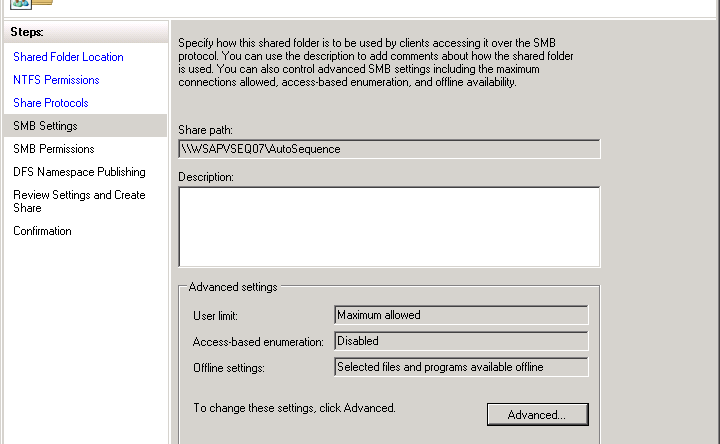 Steps:
Shared Folder Location
NTFS Permissions
Share Protocols
SMB Settings
SMB Permissions
DFS Namespace Publishing
Review Settings and Create
Share
Confirmation
Specify how this shared folder is to be used by clients accessing it over the SMB
protocol. You can use the description to add comments about how the shared folder
is used. You can also control advanced SMB settings including the maximum
connections allowed, access-based enumeration, and offline availability.
Share path:
\\WSAPVSEQ07\AutoSequence
Description:
Advanced settings
User limit: Maximum allowed
Access-based enumeration: Disabled
Offline settings: Selected files and programs available offline
To change these settings, click Advanced. Advanced...